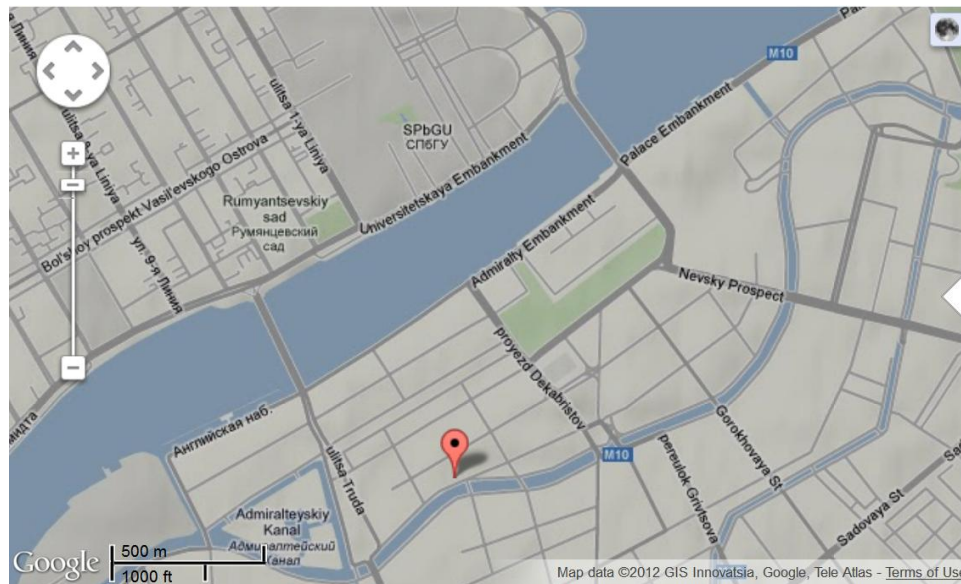 M10
SPbGU
СПбГУ
ulitsa 1-ya Liniya
Palace Embankment
Bol'shoy prospekt Vasil'evskogo Ostrova
Universitetskaya Embankment
Rumyantsevskiy
sad
Румянцевский
сад
ул. 9-я Линия
Admiralty Embankment
Nevsky Prospect
proyezd Dekabristov
Английская наб.
Gorokhovaya St
ulitsa Truda
M10
pereulok Grivtsova
Sadovaya St
Admiralteyskiy
Kanal
Адмиралтейский
Канал
Google
500 m
1000 ft
Map data ©2012 GIS Innovatsia, Google, Tele Atlas - Terms of Use